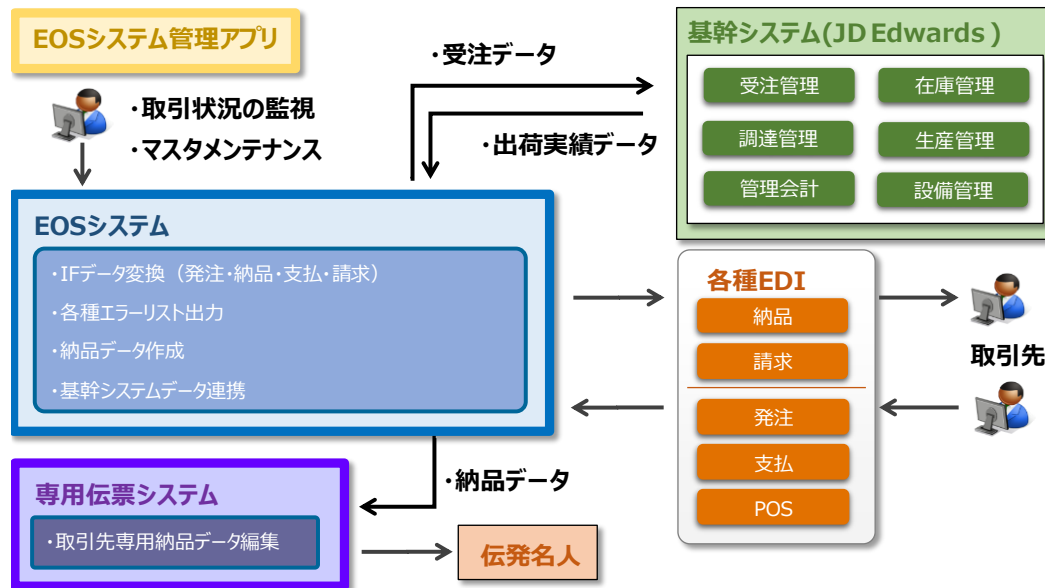 EOSシステム管理アプリ
・取引状況の監視
・マスタメンテナンス
・受注データ
・出荷実績データ
基幹システム(JD Edwards )
受注管理
在庫管理
調達管理
生産管理
管理会計
設備管理
EOSシステム
・IFデータ変換（発注・納品・支払・請求）
・各種エラーリスト出力
・納品データ作成
・基幹システムデータ連携
各種EDI
納品
請求
発注
支払
POS
取引先
・納品データ
専用伝票システム
・取引先専用納品データ編集
伝発名人